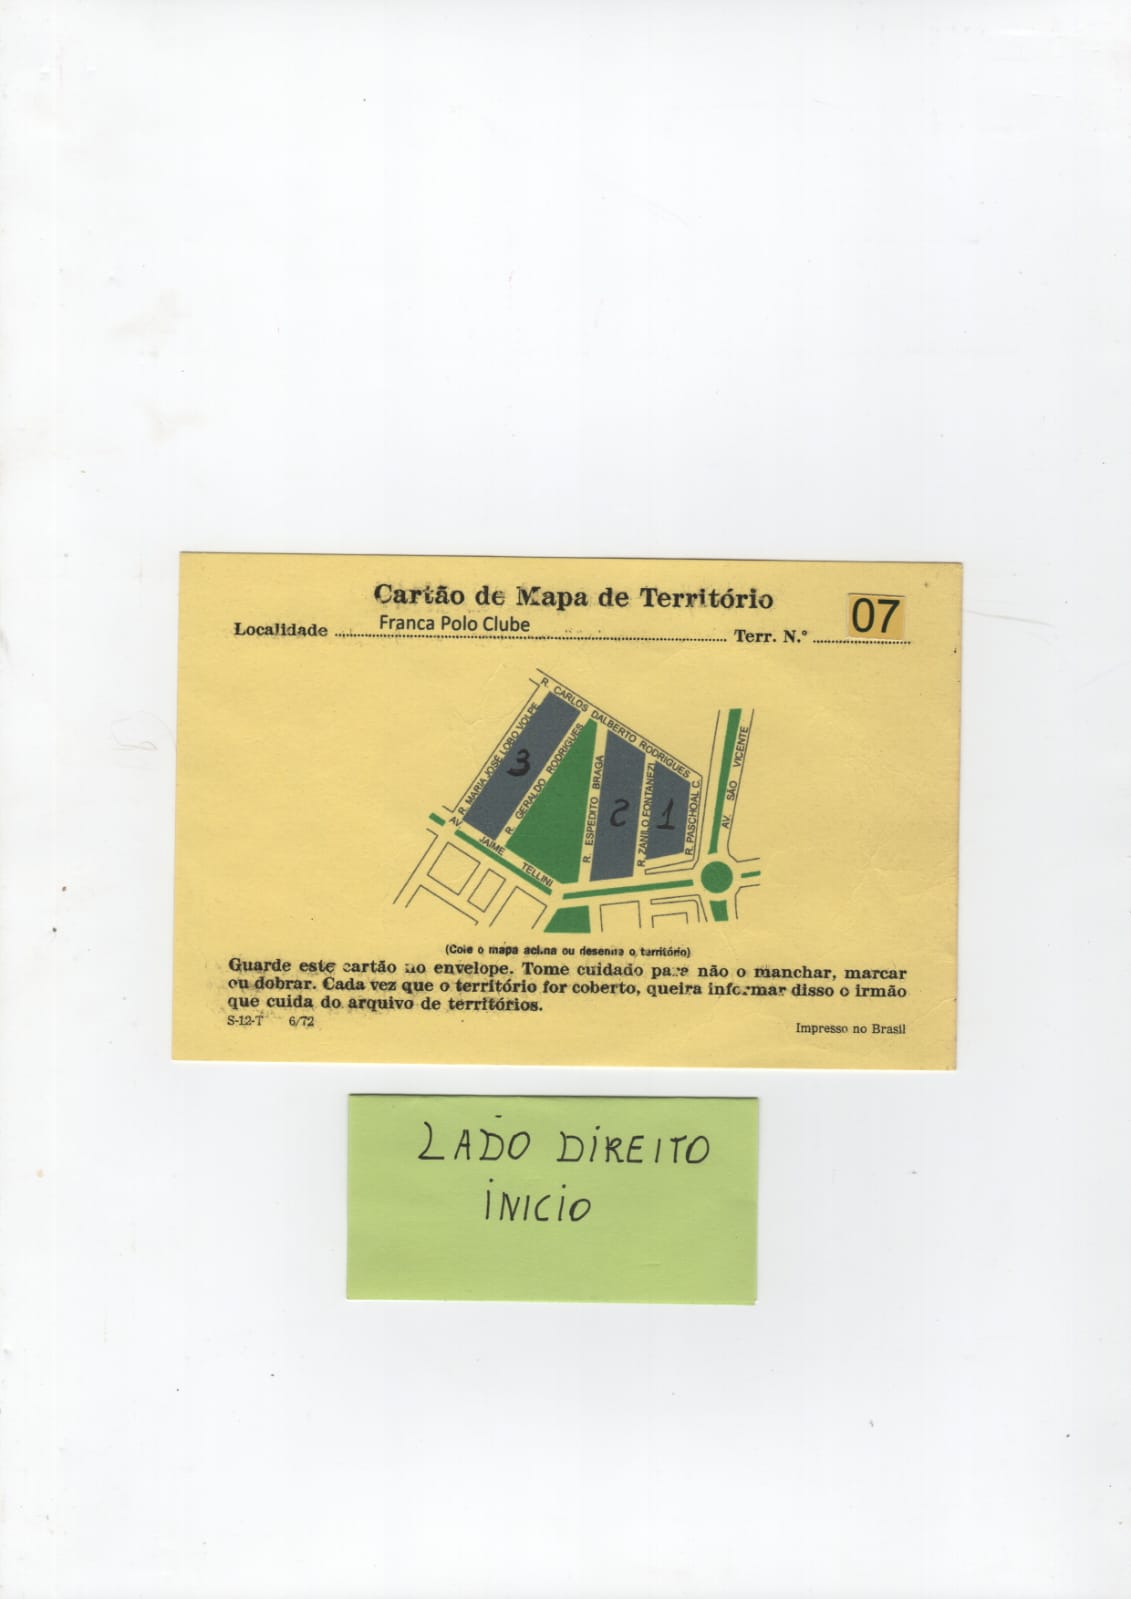 Cartão de Mapa de Território
Localidade Franca Polo Clube Terr. N.º 07
R. CARLOS DALBERTO RODRIGUES
R. MARIA JOSÉ LOBO VOLPE
3
R. GERALDO RODRIGUES
R. ESPEDITO BRAGA
2
R. ZANILO FONTANEZI
1
R. PASCHOAL C.
AV SÃO VICENTE
AV JAIME TELLINI
(Cole o mapa acima ou desenhe o território)
Guarde este cartão no envelope. Tome cuidado para não o manchar, marcar
ou dobrar. Cada vez que o território for coberto, queira informar disso o irmão
que cuida do arquivo de territórios.
S-12-T 6/72 Impresso no Brasil
LADO DIREITO
INICIO